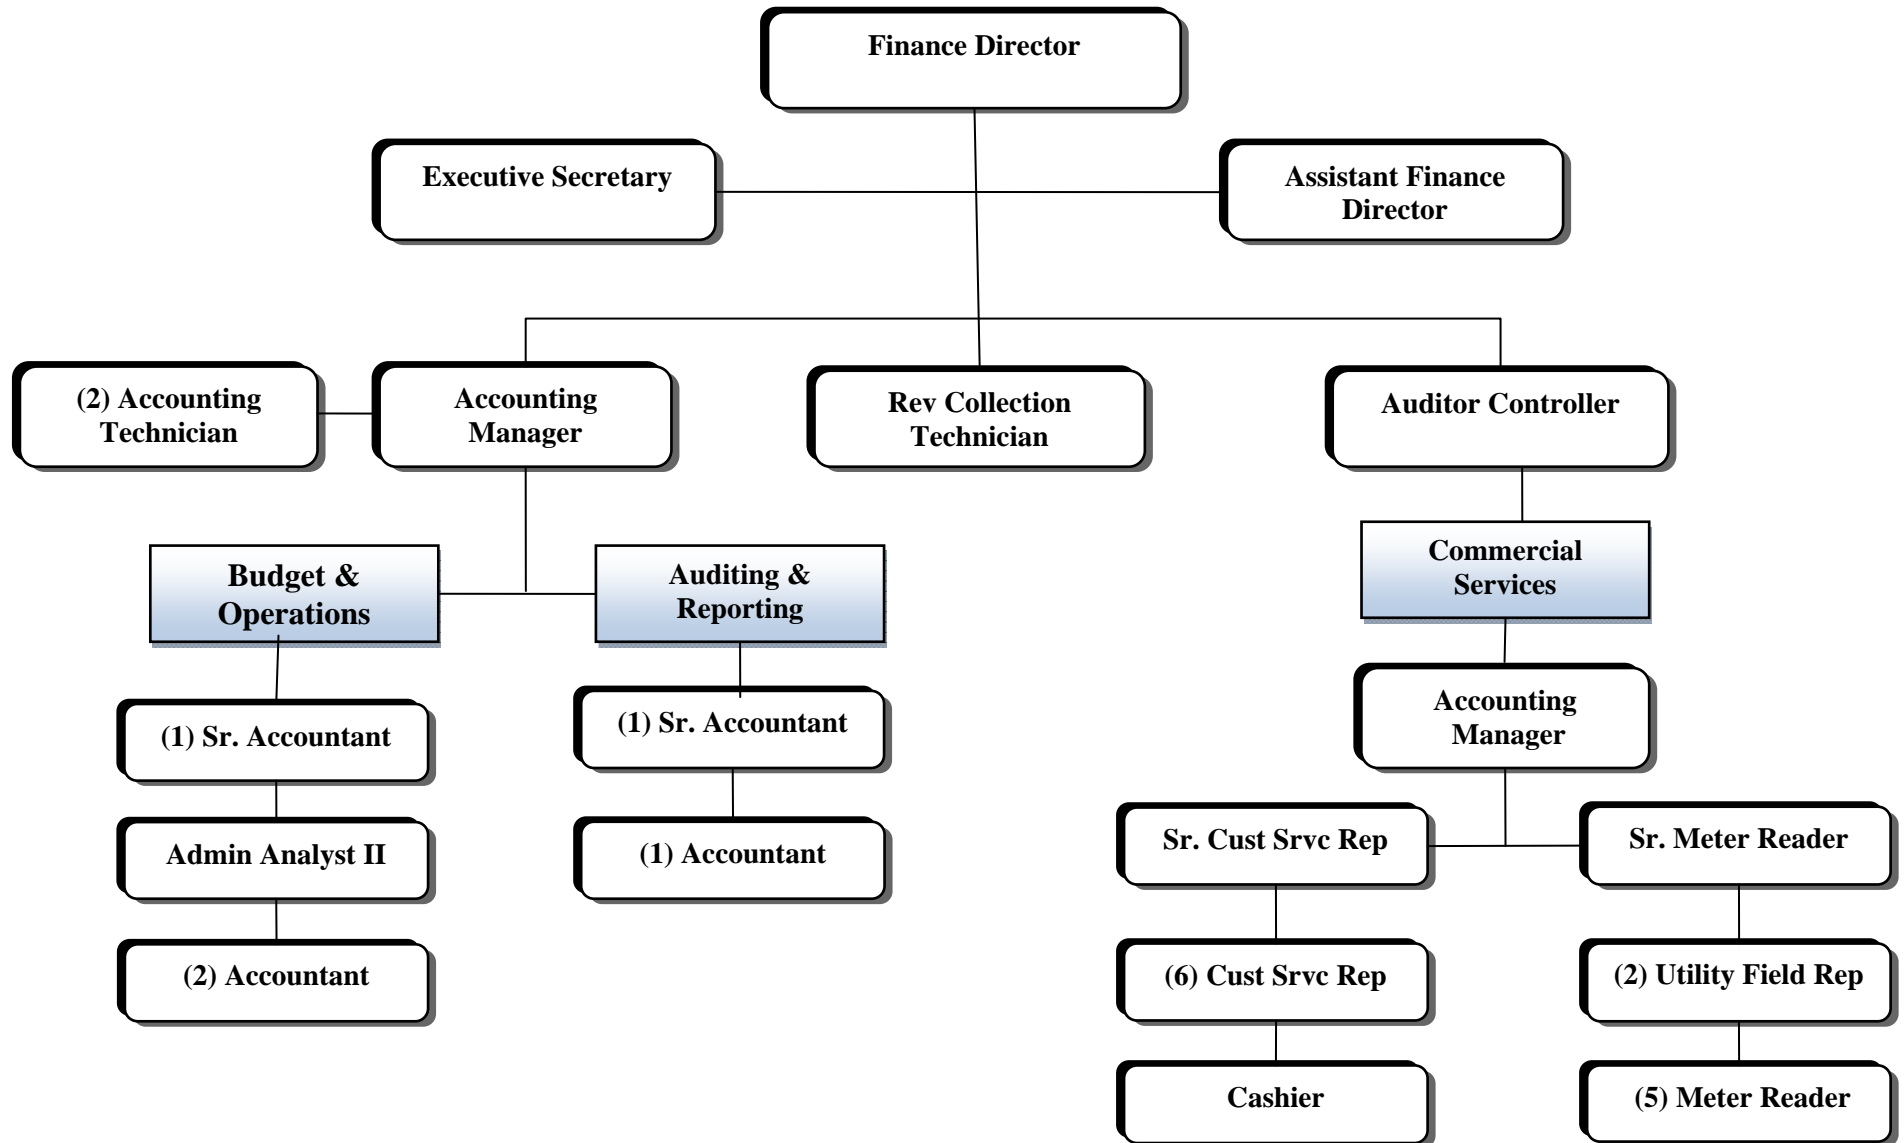 Finance Director
Executive Secretary
Assistant Finance
Director
(2) Accounting
Technician
Accounting
Manager
Rev Collection
Technician
Auditor Controller
Budget &
Operations
Auditing &
Reporting
Commercial
Services
(1) Sr. Accountant
(1) Sr. Accountant
Accounting
Manager
Admin Analyst II
(1) Accountant
Sr. Cust Srvc Rep
Sr. Meter Reader
(2) Accountant
(6) Cust Srvc Rep
(2) Utility Field Rep
Cashier
(5) Meter Reader